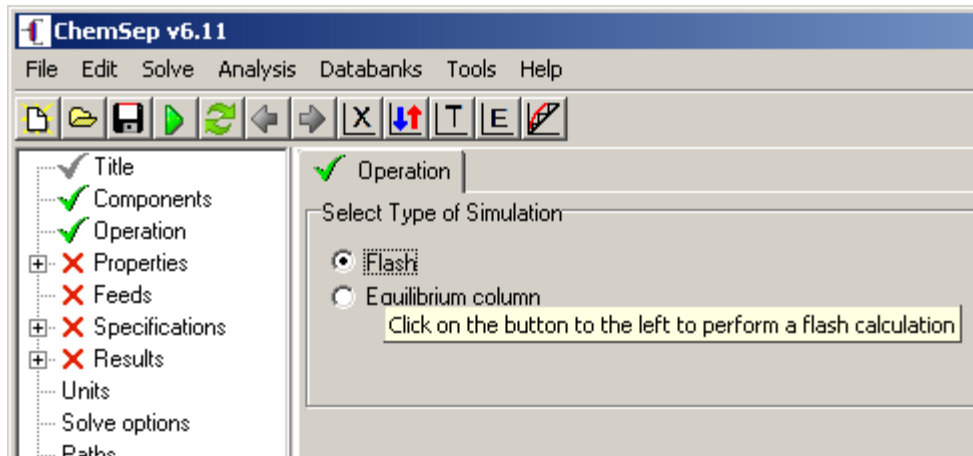 ChemSep v6.11
File Edit Solve Analysis Databanks Tools Help
X T E
Title
Components
Operation
Properties
Feeds
Specifications
Results
Units
Solve options
Paths
Operation
Select Type of Simulation
Flash
Equilibrium column
Click on the button to the left to perform a flash calculation